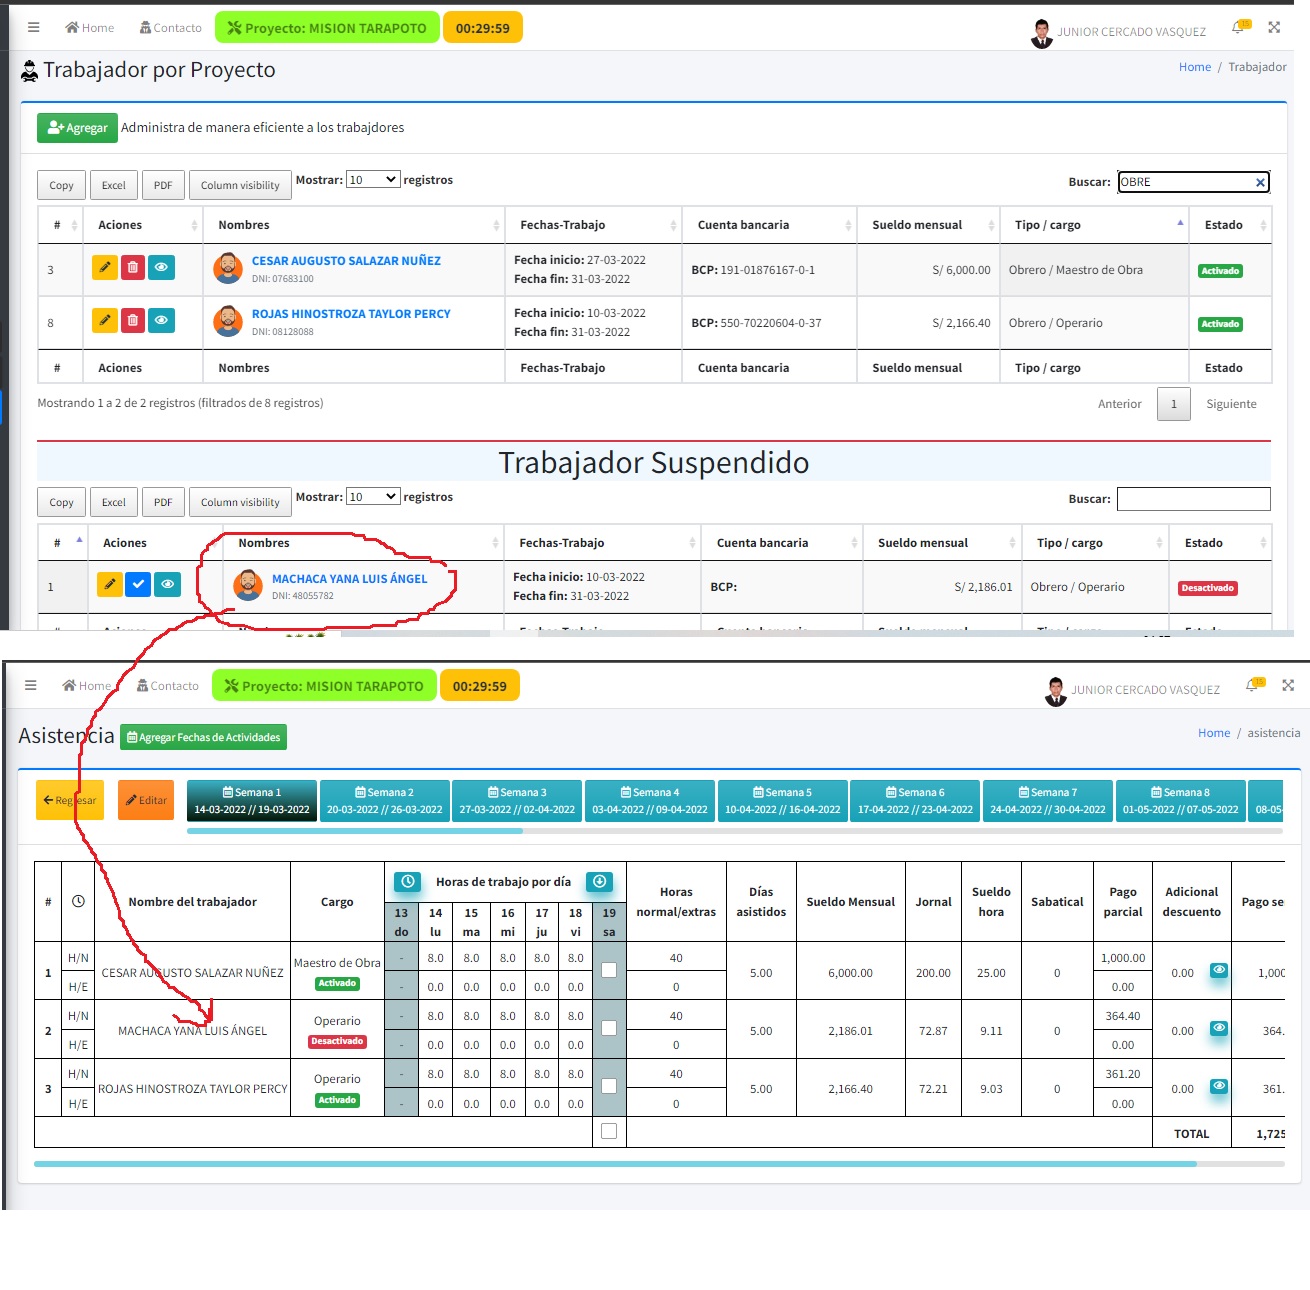 Home Contacto Proyecto: MISION TARAPOTO 00:29:59 JUNIOR CERCADO VASQUEZ 15
Trabajador por Proyecto Home / Trabajador
Agregar Administra de manera eficiente a los trabajdores
Copy Excel PDF Column visibility Mostrar: 10 registros Buscar: OBRE
# Aciones Nombres Fechas-Trabajo Cuenta bancaria Sueldo mensual Tipo / cargo Estado
3 CESAR AUGUSTO SALAZAR NUÑEZ Fecha inicio: 27-03-2022 BCP: 191-01876167-0-1 S/ 6,000.00 Obrero / Maestro de Obra Activado
DNI: 07683100 Fecha fin: 31-03-2022
8 ROJAS HINOSTROZA TAYLOR PERCY Fecha inicio: 10-03-2022 BCP: 550-70220604-0-37 S/ 2,166.40 Obrero / Operario Activado
DNI: 08128088 Fecha fin: 31-03-2022
# Aciones Nombres Fechas-Trabajo Cuenta bancaria Sueldo mensual Tipo / cargo Estado
Mostrando 1 a 2 de 2 registros (filtrados de 8 registros) Anterior 1 Siguiente
Trabajador Suspendido
Copy Excel PDF Column visibility Mostrar: 10 registros Buscar:
# Aciones Nombres Fechas-Trabajo Cuenta bancaria Sueldo mensual Tipo / cargo Estado
1 MACHACA YANA LUIS ÁNGEL Fecha inicio: 10-03-2022 BCP: S/ 2,186.01 Obrero / Operario Desactivado
DNI: 48055782 Fecha fin: 31-03-2022
Home Contacto Proyecto: MISION TARAPOTO 00:29:59 JUNIOR CERCADO VASQUEZ 15
Asistencia Agregar Fechas de Actividades Home / asistencia
Regresar Editar Semana 1 Semana 2 Semana 3 Semana 4 Semana 5 Semana 6 Semana 7 Semana 8
14-03-2022 // 19-03-2022 20-03-2022 // 26-03-2022 27-03-2022 // 02-04-2022 03-04-2022 // 09-04-2022 10-04-2022 // 16-04-2022 17-04-2022 // 23-04-2022 24-04-2022 // 30-04-2022 01-05-2022 // 07-05-2022 08-05-
# Nombre del trabajador Cargo Horas de trabajo por día Horas normal/extras Días asistidos Sueldo Mensual Jornal Sueldo hora Sabatical Pago parcial Adicional descuento Pago se
13 14 15 16 17 18 19
do lu ma mi ju vi sa
1 H/N CESAR AUGUSTO SALAZAR NUÑEZ Maestro de Obra - 8.0 8.0 8.0 8.0 8.0 40 5.00 6,000.00 200.00 25.00 0 1,000.00 0.00 1,000
H/E Activado - 0.0 0.0 0.0 0.0 0.0 0 0.00
2 H/N MACHACA YANA LUIS ÁNGEL Operario - 8.0 8.0 8.0 8.0 8.0 40 5.00 2,186.01 72.87 9.11 0 364.40 0.00 364.
H/E Desactivado - 0.0 0.0 0.0 0.0 0.0 0 0.00
3 H/N ROJAS HINOSTROZA TAYLOR PERCY Operario - 8.0 8.0 8.0 8.0 8.0 40 5.00 2,166.40 72.21 9.03 0 361.20 0.00 361.
H/E Activado - 0.0 0.0 0.0 0.0 0.0 0 0.00
TOTAL 1,725